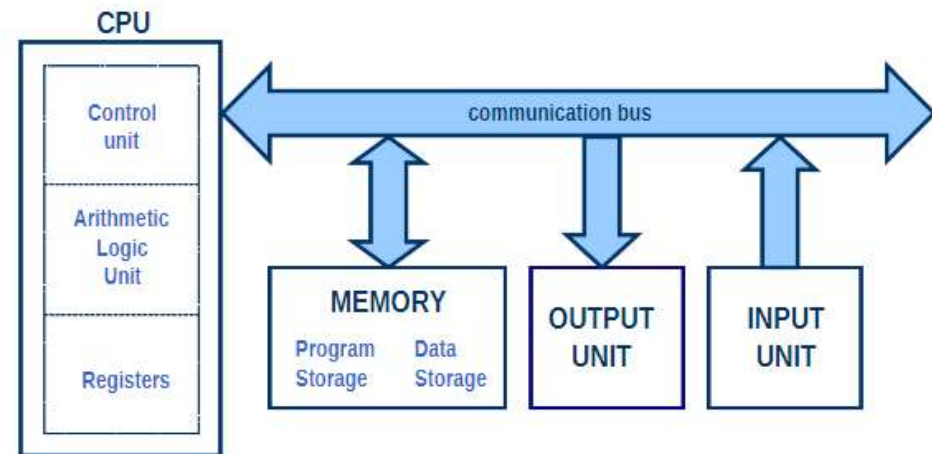 CPU
Control
unit
Arithmetic
Logic
Unit
Registers
communication bus
MEMORY
Program
Storage
Data
Storage
OUTPUT
UNIT
INPUT
UNIT